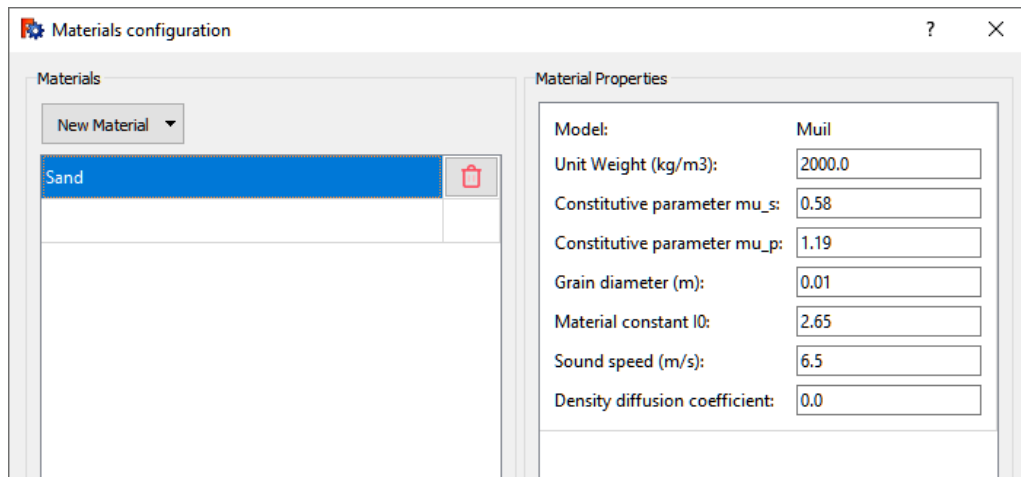 Materials configuration
?
Materials
New Material
Sand
Material Properties
Model: Muil
Unit Weight (kg/m3): 2000.0
Constitutive parameter mu_s: 0.58
Constitutive parameter mu_p: 1.19
Grain diameter (m): 0.01
Material constant I0: 2.65
Sound speed (m/s): 6.5
Density diffusion coefficient: 0.0